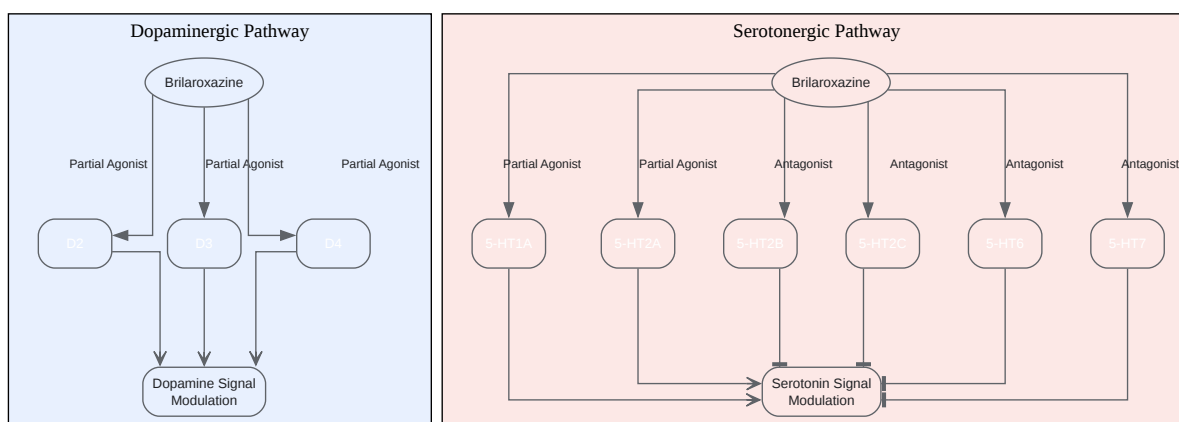 Dopaminergic Pathway
Serotonergic Pathway
Brilaroxazine
Brilaroxazine
Partial Agonist
Partial Agonist
Partial Agonist
Partial Agonist
Partial Agonist
Antagonist
Antagonist
Antagonist
Antagonist
D2
D3
D4
5-HT1A
5-HT2A
5-HT2B
5-HT2C
5-HT6
5-HT7
Dopamine Signal
Modulation
Serotonin Signal
Modulation